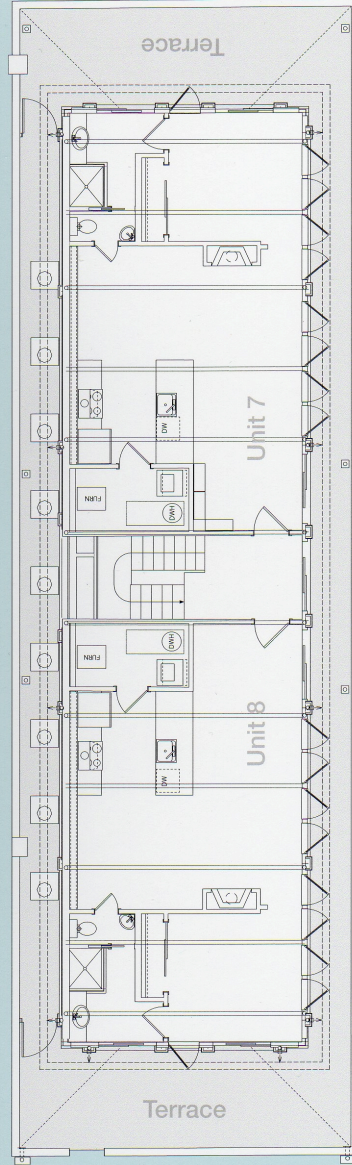 Terrace
DW
Unit 7
FURN
DWH
FURN
DWH
Unit 8
DW
Terrace